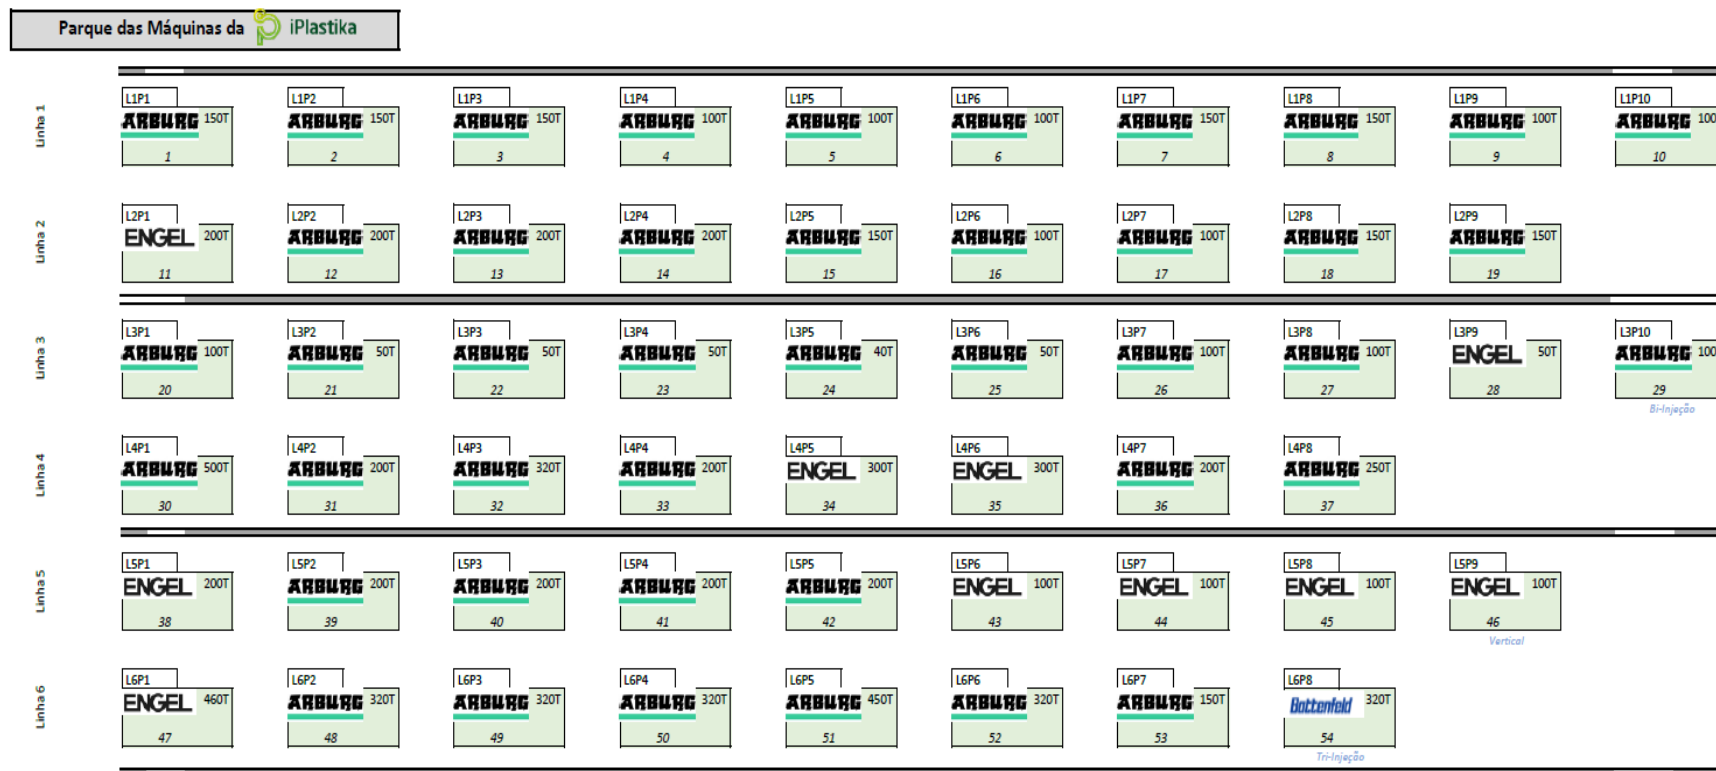 Parque das Máquinas da iPlastika
Linha 1
L1P1 L1P2 L1P3 L1P4 L1P5 L1P6 L1P7 L1P8 L1P9 L1P10
ARBURG 150T ARBURG 150T ARBURG 150T ARBURG 100T ARBURG 100T ARBURG 100T ARBURG 150T ARBURG 150T ARBURG 100T ARBURG 100
1 2 3 4 5 6 7 8 9 10
Linha 2
L2P1 L2P2 L2P3 L2P4 L2P5 L2P6 L2P7 L2P8 L2P9
ENGEL 200T ARBURG 200T ARBURG 200T ARBURG 200T ARBURG 150T ARBURG 100T ARBURG 100T ARBURG 150T ARBURG 150T
11 12 13 14 15 16 17 18 19
Linha 3
L3P1 L3P2 L3P3 L3P4 L3P5 L3P6 L3P7 L3P8 L3P9 L3P10
ARBURG 100T ARBURG 50T ARBURG 50T ARBURG 50T ARBURG 40T ARBURG 50T ARBURG 100T ARBURG 100T ENGEL 50T ARBURG 100
20 21 22 23 24 25 26 27 28 29
Bi-Injeção
Linha 4
L4P1 L4P2 L4P3 L4P4 L4P5 L4P6 L4P7 L4P8
ARBURG 500T ARBURG 200T ARBURG 320T ARBURG 200T ENGEL 300T ENGEL 300T ARBURG 200T ARBURG 250T
30 31 32 33 34 35 36 37
Linha 5
L5P1 L5P2 L5P3 L5P4 L5P5 L5P6 L5P7 L5P8 L5P9
ENGEL 200T ARBURG 200T ARBURG 200T ARBURG 200T ARBURG 200T ENGEL 100T ENGEL 100T ENGEL 100T ENGEL 100T
38 39 40 41 42 43 44 45 46
Vertical
Linha 6
L6P1 L6P2 L6P3 L6P4 L6P5 L6P6 L6P7 L6P8
ENGEL 460T ARBURG 320T ARBURG 320T ARBURG 320T ARBURG 450T ARBURG 320T ARBURG 150T Battenfeld 320T
47 48 49 50 51 52 53 54
Tri-Injeção